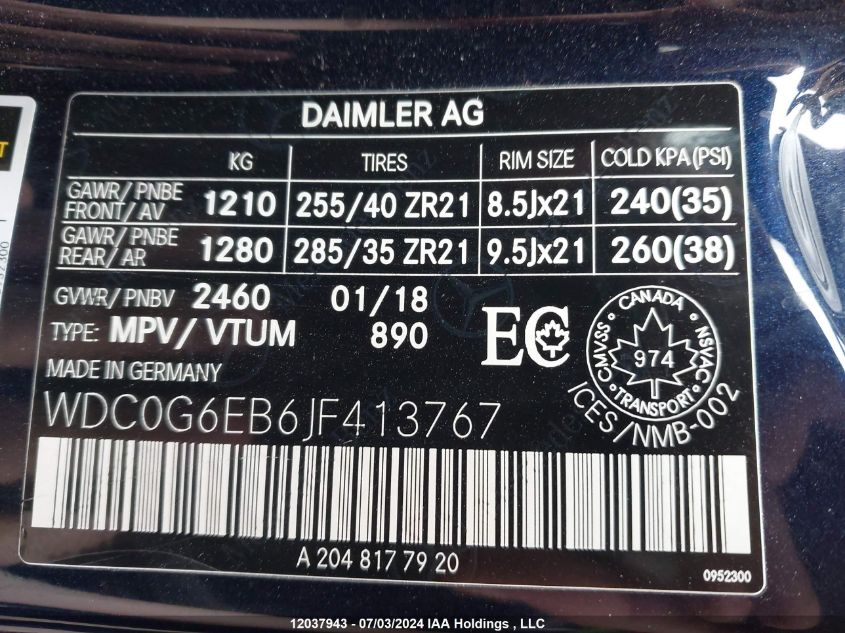 DAIMLER AG
KG TIRES RIM SIZE COLD KPA (PSI)
GAWR/PNBE FRONT/AV 1210 255/40 ZR21 8.5Jx21 240(35)
GAWR/PNBE REAR/AR 1280 285/35 ZR21 9.5Jx21 260(38)
GVWR/PNBV 2460 01/18
TYPE: MPV/VTUM 890
MADE IN GERMANY
WDC0G6EB6JF413767
EC
CANADA
CMVSS 974 NSVAC
TRANSPORT
ICES/NMB-002
A 204 817 79 20
0952300
12037943 - 07/03/2024 IAA Holdings , LLC